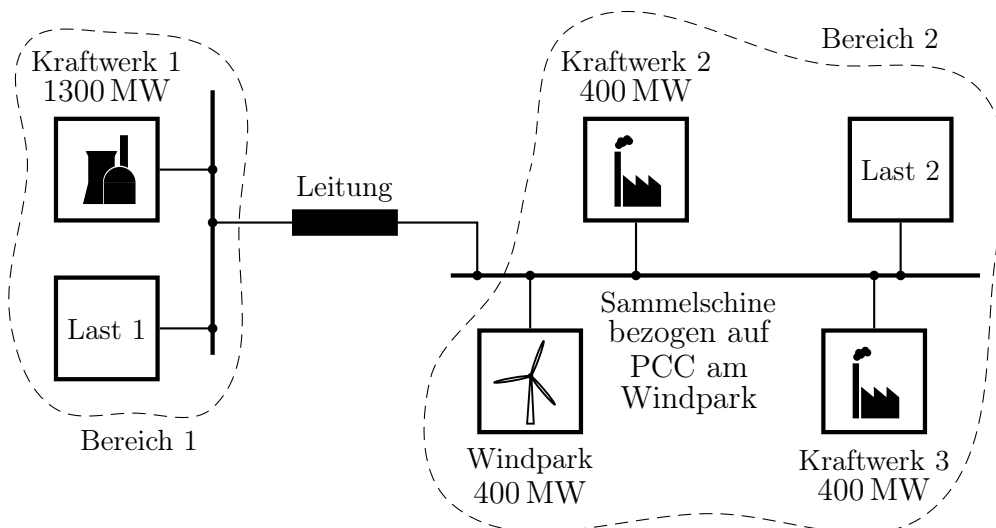 Bereich 2
Kraftwerk 1
1300 MW
Kraftwerk 2
400 MW
Last 2
Leitung
Last 1
Sammelschine
bezogen auf
PCC am
Windpark
Bereich 1
Windpark
400 MW
Kraftwerk 3
400 MW